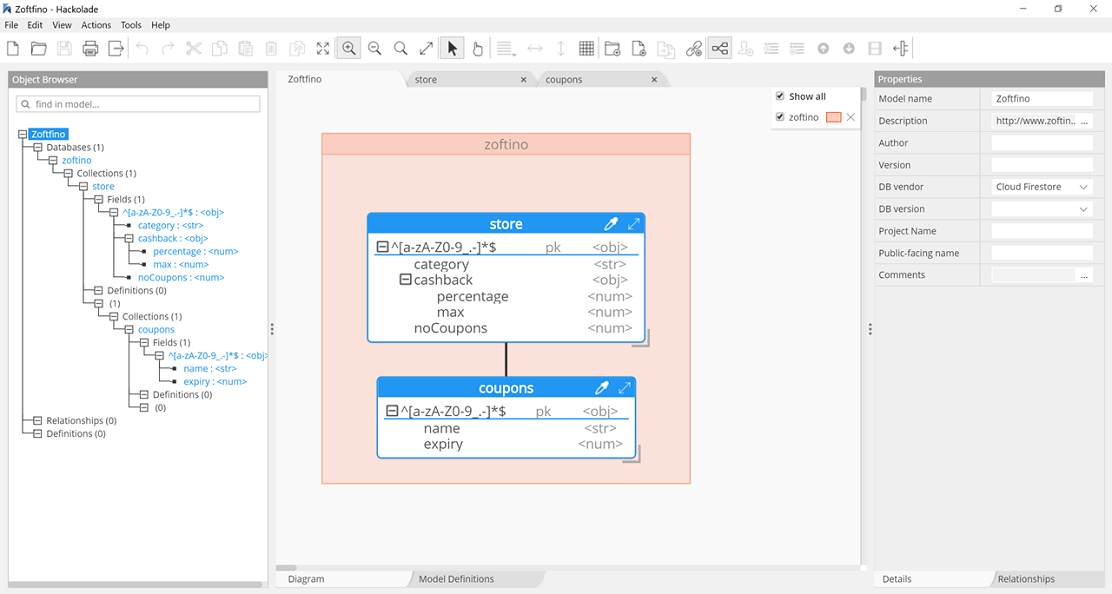 Zoftfino - Hackolade
File Edit View Actions Tools Help
Object Browser
find in model...
Zoftfino
Databases (1)
zoftino
Collections (1)
store
Fields (1)
^[a-zA-Z0-9_.-]*$ : <obj>
category : <str>
cashback : <obj>
percentage : <num>
max : <num>
noCoupons : <num>
Definitions (0)
(1)
Collections (1)
coupons
Fields (1)
^[a-zA-Z0-9_.-]*$ : <obj>
name : <str>
expiry : <num>
Definitions (0)
(0)
Relationships (0)
Definitions (0)
Zoftfino store × coupons ×
Show all
zoftino
zoftino
store
^[a-zA-Z0-9_.-]*$ pk <obj>
category <str>
cashback <obj>
percentage <num>
max <num>
noCoupons <num>
coupons
^[a-zA-Z0-9_.-]*$ pk <obj>
name <str>
expiry <num>
Diagram Model Definitions
Properties
Model name Zoftfino
Description http://www.zoftin... ...
Author
Version
DB vendor Cloud Firestore
DB version
Project Name
Public-facing name
Comments ...
Details Relationships